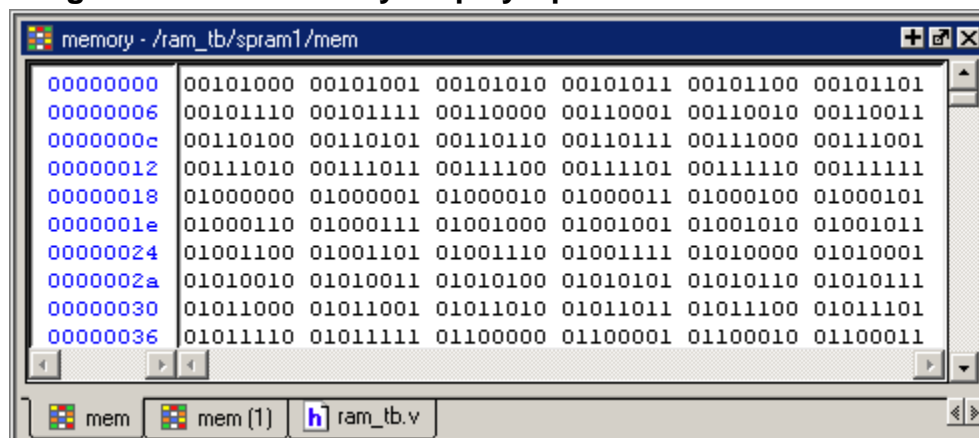 memory - /ram_tb/spram1/mem
00000000 00101000 00101001 00101010 00101011 00101100 00101101
00000006 00101110 00101111 00110000 00110001 00110010 00110011
0000000c 00110100 00110101 00110110 00110111 00111000 00111001
00000012 00111010 00111011 00111100 00111101 00111110 00111111
00000018 01000000 01000001 01000010 01000011 01000100 01000101
0000001e 01000110 01000111 01001000 01001001 01001010 01001011
00000024 01001100 01001101 01001110 01001111 01010000 01010001
0000002a 01010010 01010011 01010100 01010101 01010110 01010111
00000030 01011000 01011001 01011010 01011011 01011100 01011101
00000036 01011110 01011111 01100000 01100001 01100010 01100011
mem mem (1) h ram_tb.v